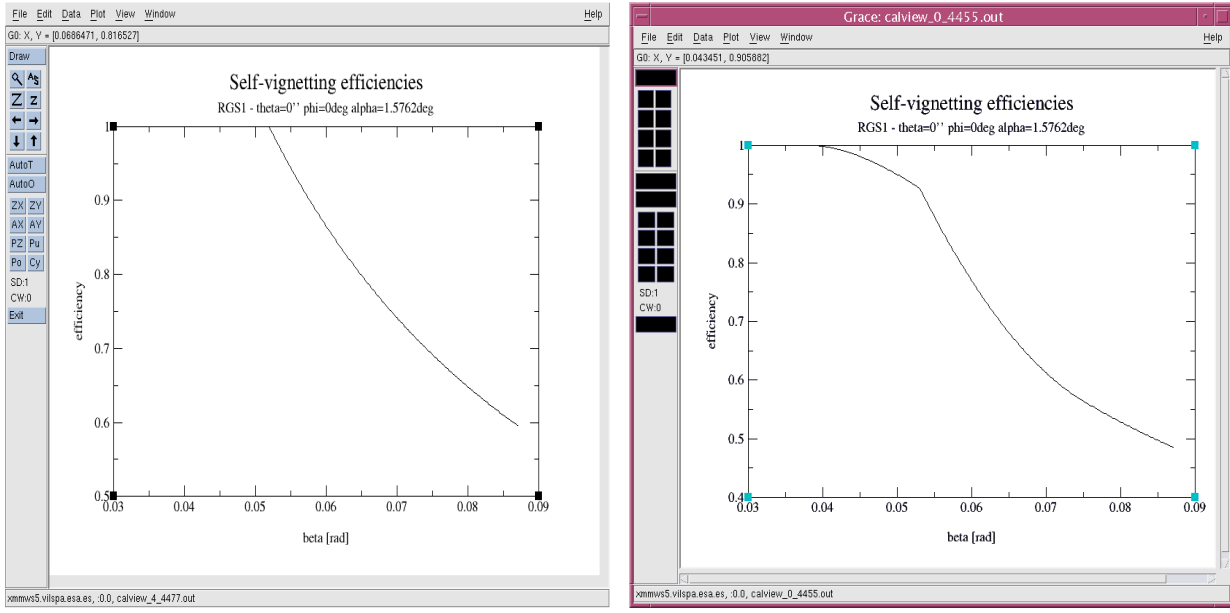 File Edit Data Plot View Window Help
G0: X, Y = [0.0686471, 0.816527]
Draw
AS
Z z
AutoT
AutoO
ZX ZY
AX AY
PZ Pu
Po Cy
SD:1
CW:0
Exit
Self-vignetting efficiencies
RGS1 - theta=0'' phi=0deg alpha=1.5762deg
1
0.9
0.8
0.7
0.6
0.5
efficiency
0.03 0.04 0.05 0.06 0.07 0.08 0.09
beta [rad]
xmmws5.vilspa.esa.es, :0.0, calview_4_4477.out
Grace: calview_0_4455.out
File Edit Data Plot View Window Help
G0: X, Y = [0.043451, 0.905882]
SD:1
CW:0
Self-vignetting efficiencies
RGS1 - theta=0'' phi=0deg alpha=1.5762deg
1
0.9
0.8
0.7
0.6
0.5
0.4
efficiency
0.03 0.04 0.05 0.06 0.07 0.08 0.09
beta [rad]
xmmws5.vilspa.esa.es, :0.0, calview_0_4455.out